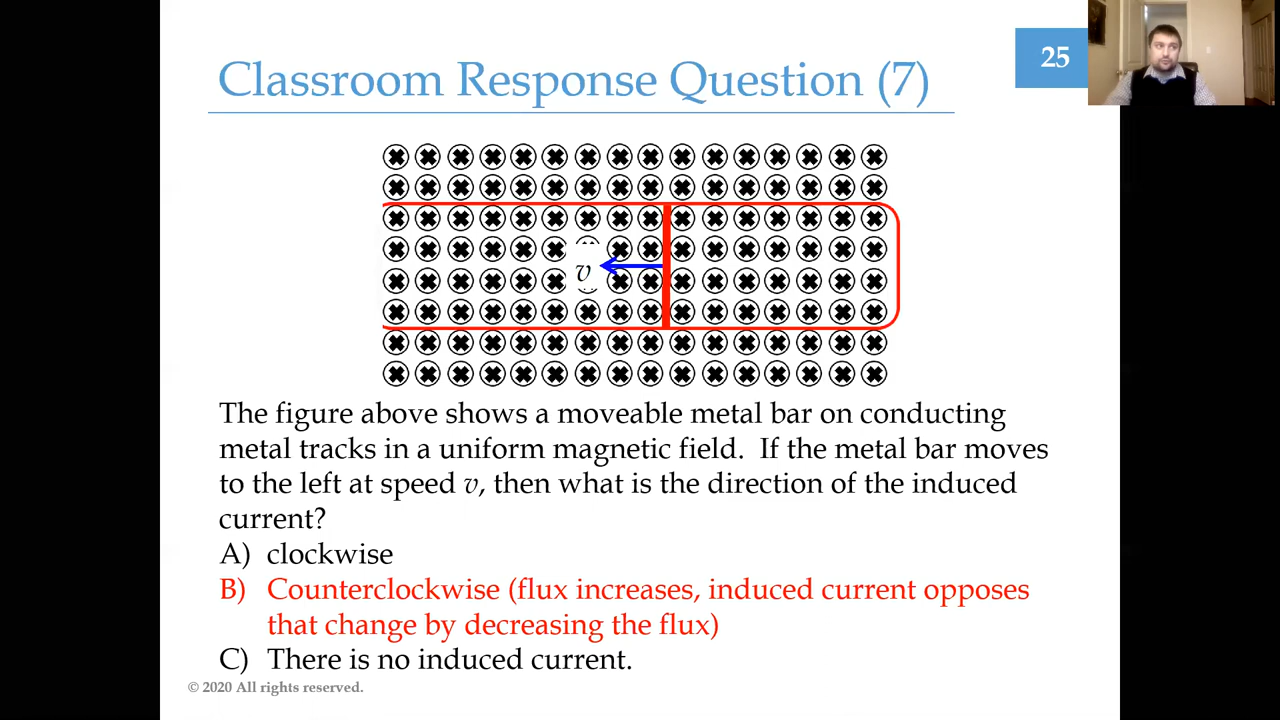 Classroom Response Question (7)
25
v
The figure above shows a moveable metal bar on conducting
metal tracks in a uniform magnetic field. If the metal bar moves
to the left at speed v, then what is the direction of the induced
current?
A) clockwise
B) Counterclockwise (flux increases, induced current opposes
that change by decreasing the flux)
C) There is no induced current.
© 2020 All rights reserved.